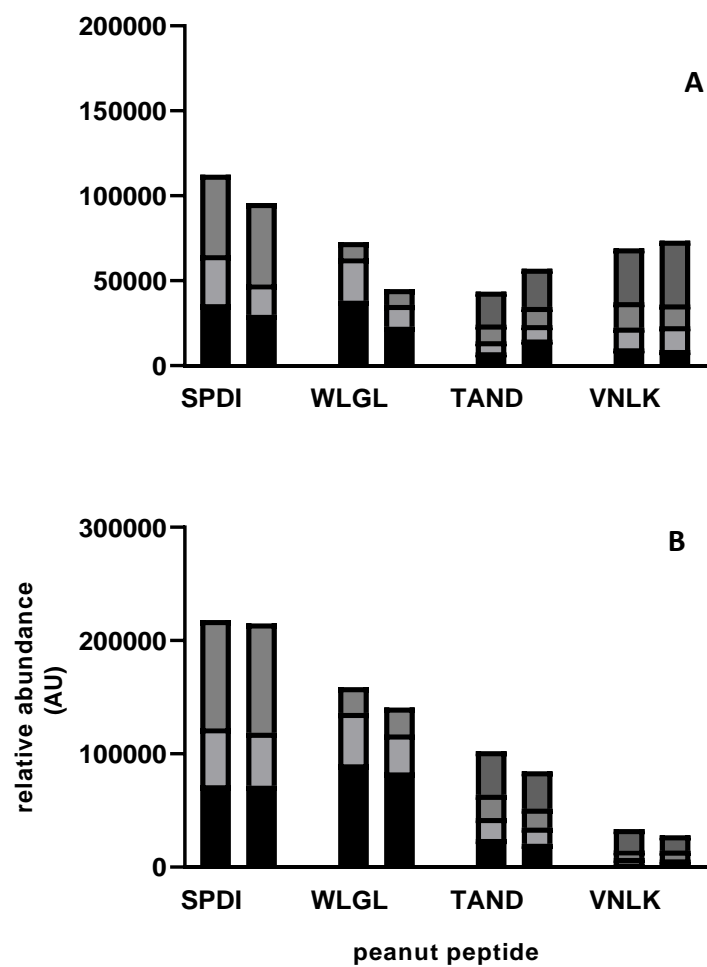 200000
A
150000
100000
50000
0
SPDI WLGL TAND VNLK
300000
B
200000
100000
0
SPDI WLGL TAND VNLK
relative abundance
(AU)
peanut peptide